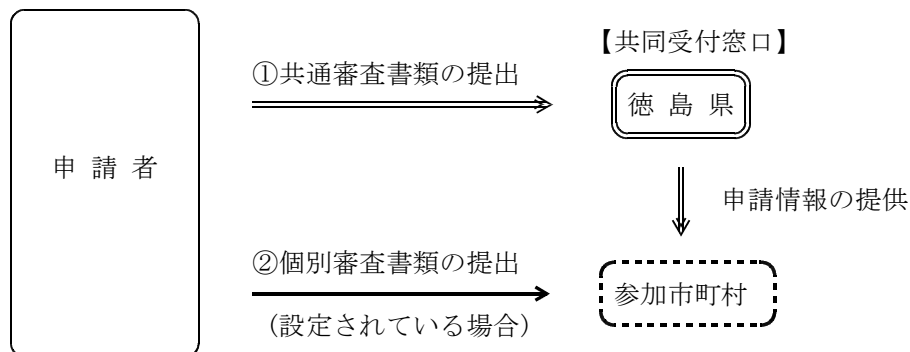 【共同受付窓口】
①共通審査書類の提出
徳 島 県
申 請 者
申請情報の提供
②個別審査書類の提出
参加市町村
（設定されている場合）